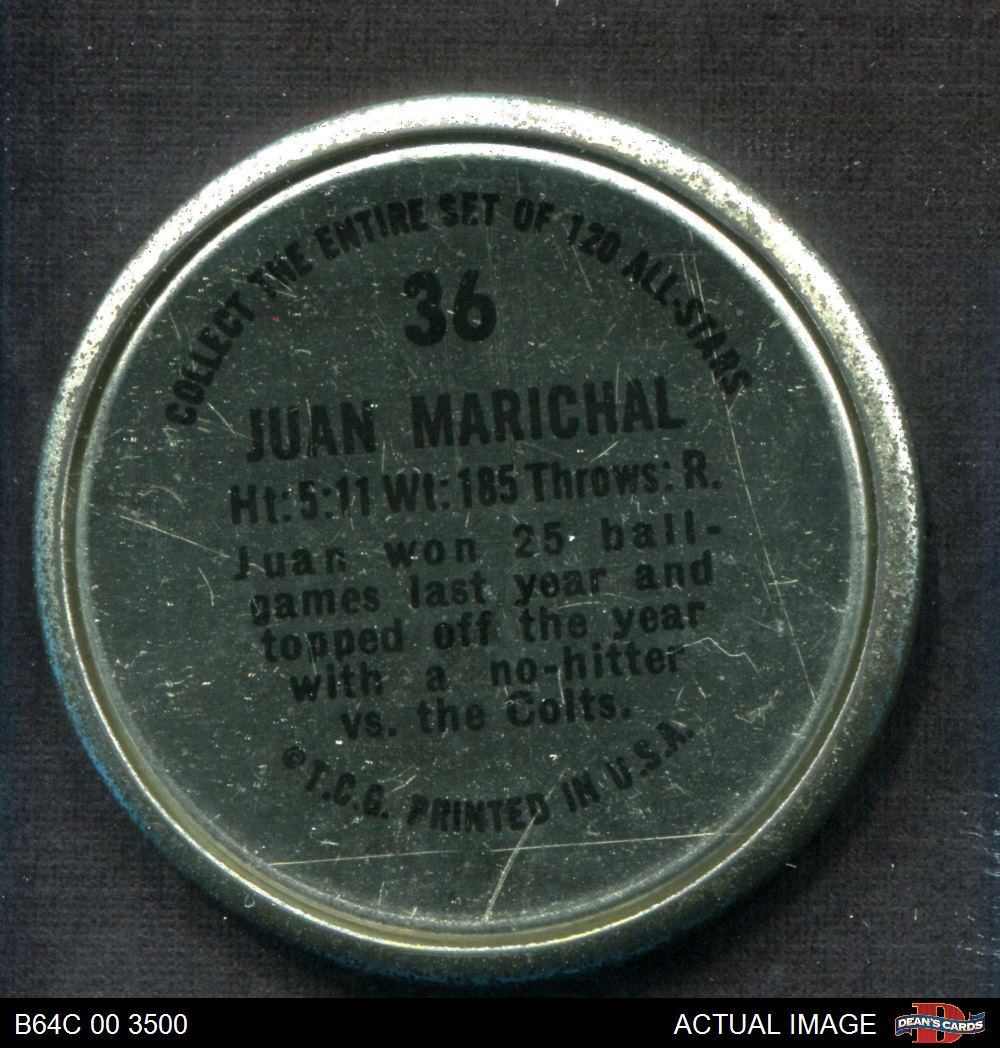 COLLECT THE ENTIRE SET OF 120 ALL-STARS
36
JUAN MARICHAL
Ht: 5:11 Wt: 185 Throws: R.
Juan won 25 ball-
games last year and
topped off the year
with a no-hitter
vs. the Colts.
© T.C.G. PRINTED IN U.S.A.
B64C 00 3500
ACTUAL IMAGE
D
DEAN'S CARDS